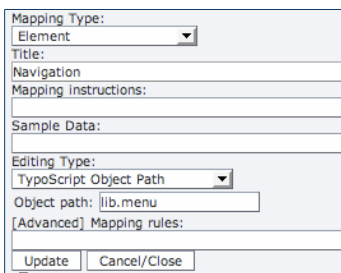 Mapping Type:
Element
Title:
Navigation
Mapping instructions:
Sample Data:
Editing Type:
TypoScript Object Path
Object path: lib.menu
[Advanced] Mapping rules:
Update Cancel/Close